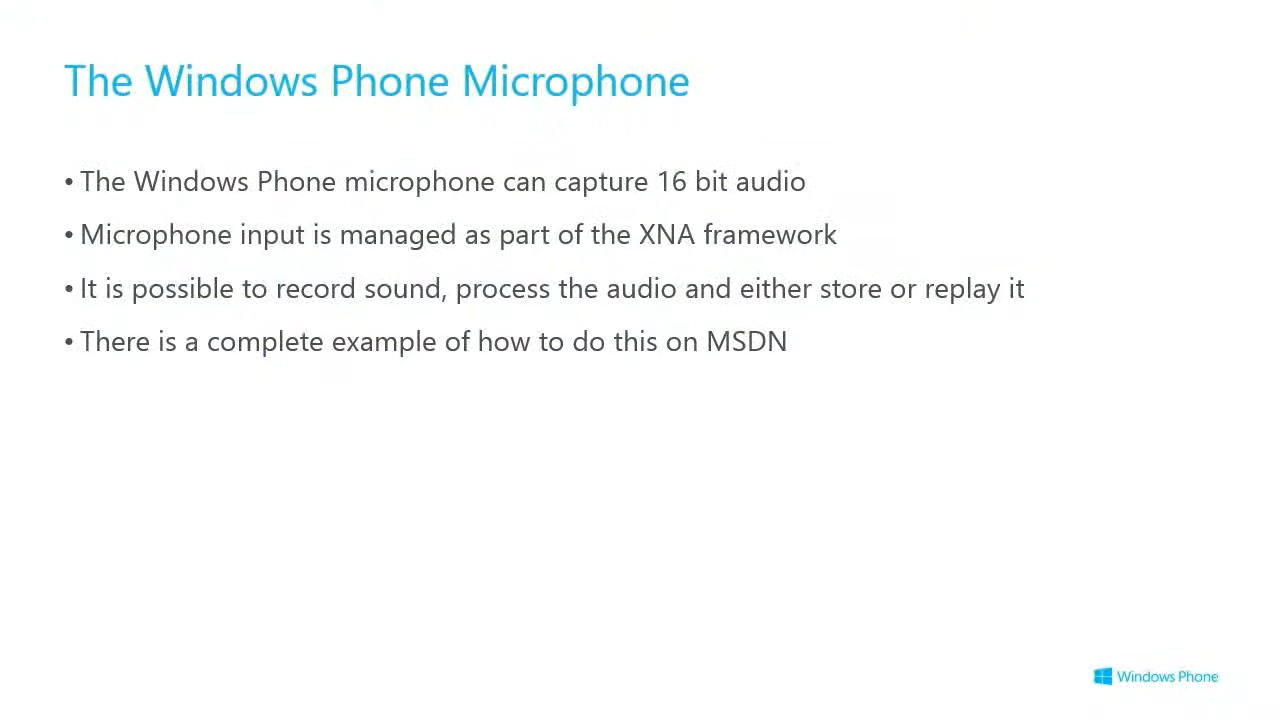 The Windows Phone Microphone
• The Windows Phone microphone can capture 16 bit audio
• Microphone input is managed as part of the XNA framework
• It is possible to record sound, process the audio and either store or replay it
• There is a complete example of how to do this on MSDN
Windows Phone